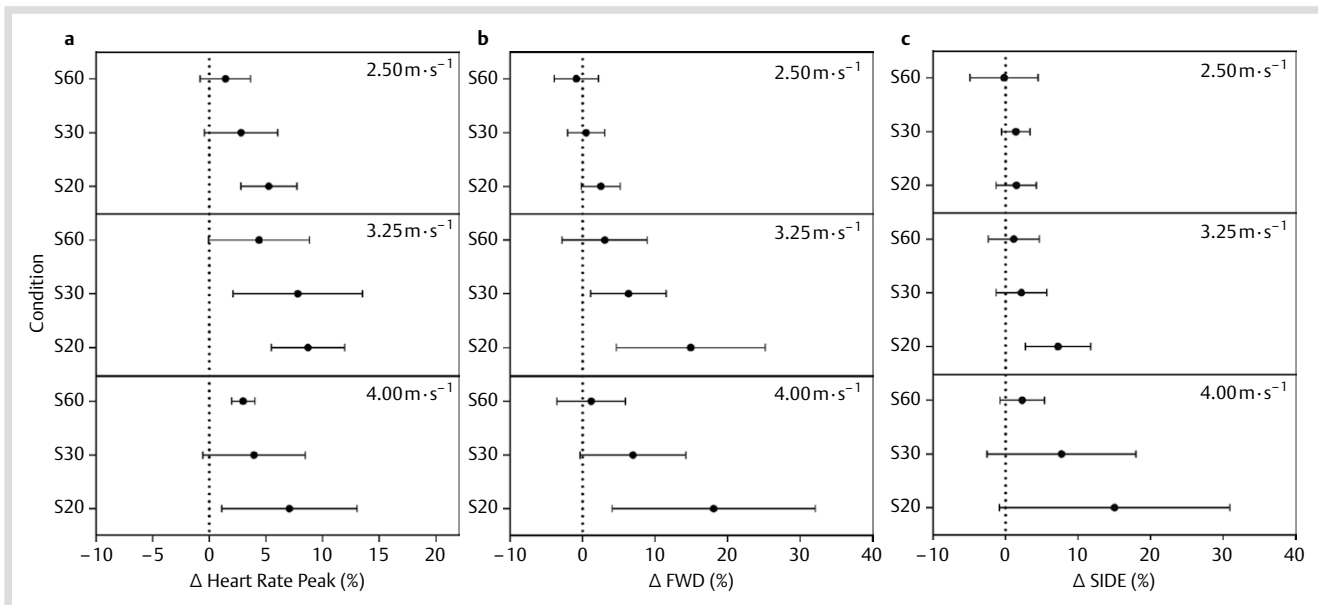 a
b
c
Condition
S60
S30
S20
S60
S30
S20
S60
S30
S20
2.50 m · s⁻¹
3.25 m · s⁻¹
4.00 m · s⁻¹
−10 −5 0 5 10 15 20
Δ Heart Rate Peak (%)
S60
S30
S20
S60
S30
S20
S60
S30
S20
2.50 m · s⁻¹
3.25 m · s⁻¹
4.00 m · s⁻¹
−10 0 10 20 30 40
Δ FWD (%)
S60
S30
S20
S60
S30
S20
S60
S30
S20
2.50 m · s⁻¹
3.25 m · s⁻¹
4.00 m · s⁻¹
−10 0 10 20 30 40
Δ SIDE (%)